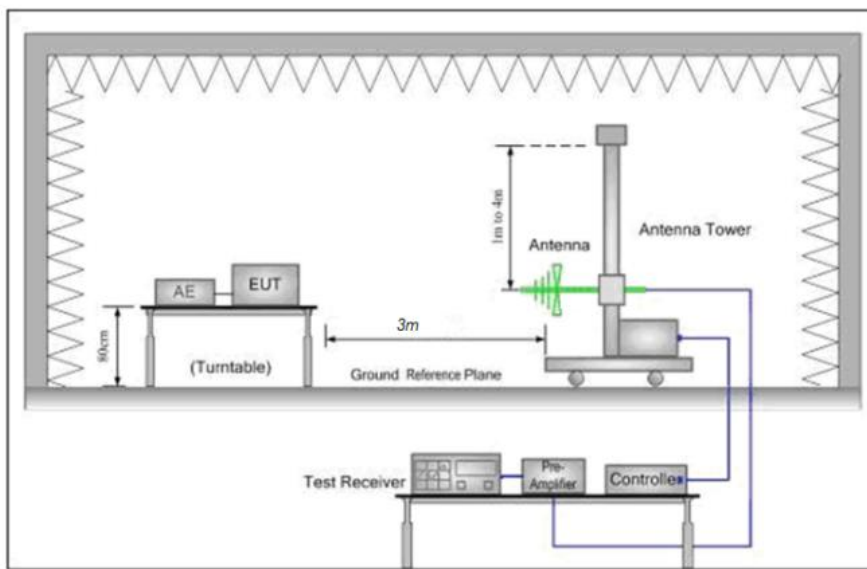 1m to 4m
Antenna
Antenna Tower
AE
EUT
80cm
3m
(Turntable)
Ground Reference Plane
Test Receiver
Pre-
Amplifier
Controlle